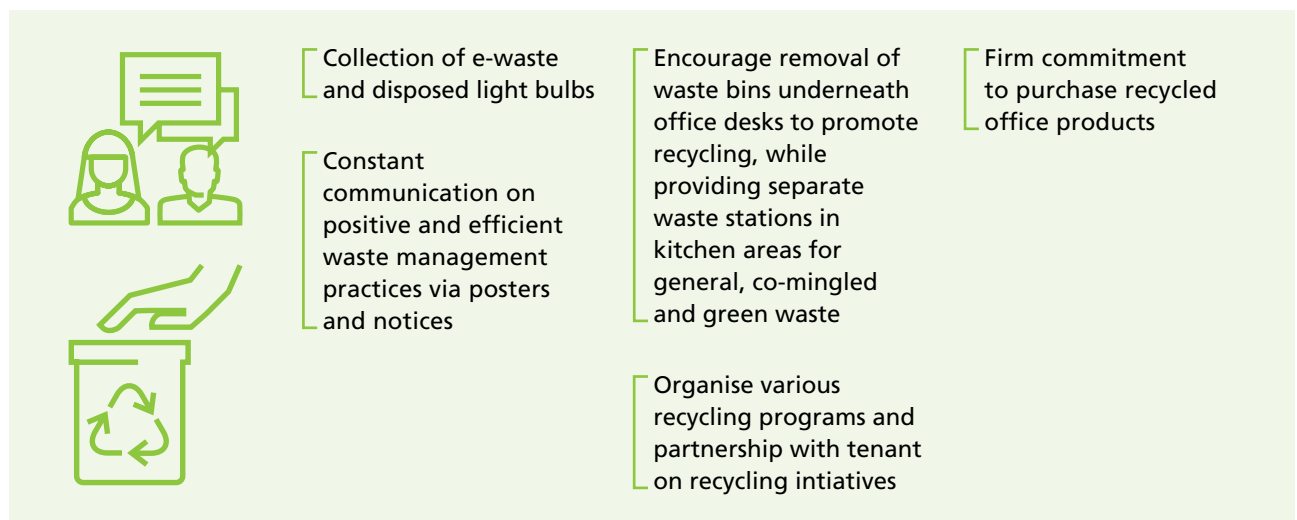 Collection of e-waste
and disposed light bulbs
Constant
communication on
positive and efficient
waste management
practices via posters
and notices
Encourage removal of
waste bins underneath
office desks to promote
recycling, while
providing separate
waste stations in
kitchen areas for
general, co-mingled
and green waste
Organise various
recycling programs and
partnership with tenant
on recycling intiatives
Firm commitment
to purchase recycled
office products